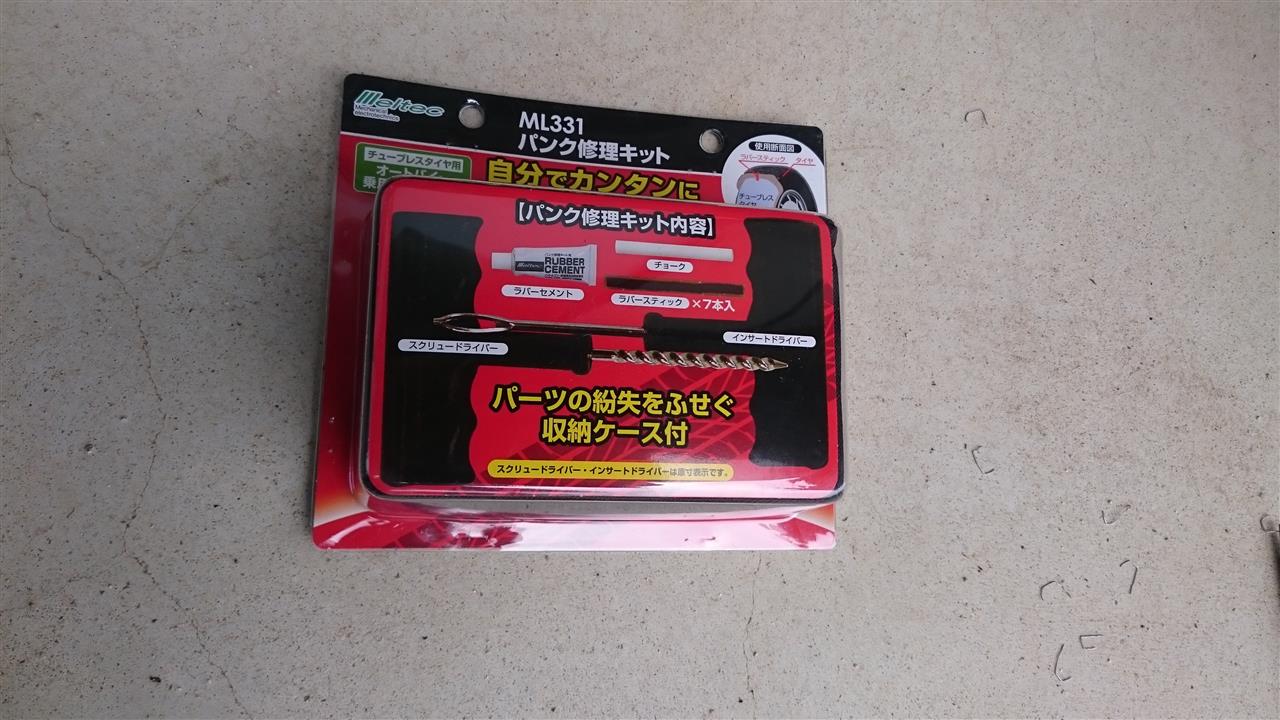 Meltec
Mechanical
electrotechnics
ML331
パンク修理キット
チューブレスタイヤ用
オートバイ
自分でカンタンに
使用断面図
ラバースティック
タイヤ
チューブレス
タイヤ
【パンク修理キット内容】
Meltec
RUBBER
CEMENT
ラバーセメント
チョーク
ラバースティック ×7本入
スクリュードライバー
インサートドライバー
パーツの紛失をふせぐ
収納ケース付
スクリュードライバー・インサートドライバーは原寸表示です。